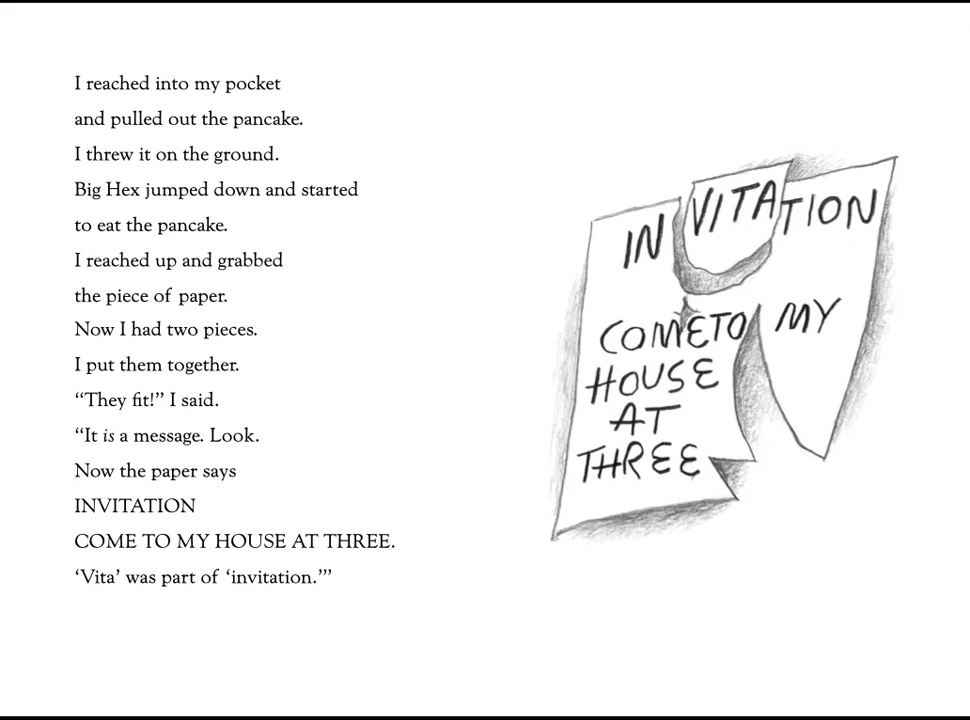 I reached into my pocket
and pulled out the pancake.
I threw it on the ground.
Big Hex jumped down and started
to eat the pancake.
I reached up and grabbed
the piece of paper.
Now I had two pieces.
I put them together.
“They fit!” I said.
“It is a message. Look.
Now the paper says
INVITATION
COME TO MY HOUSE AT THREE.
‘Vita’ was part of ‘invitation.’”
INVITATION
COME TO MY
HOUSE
AT
THREE